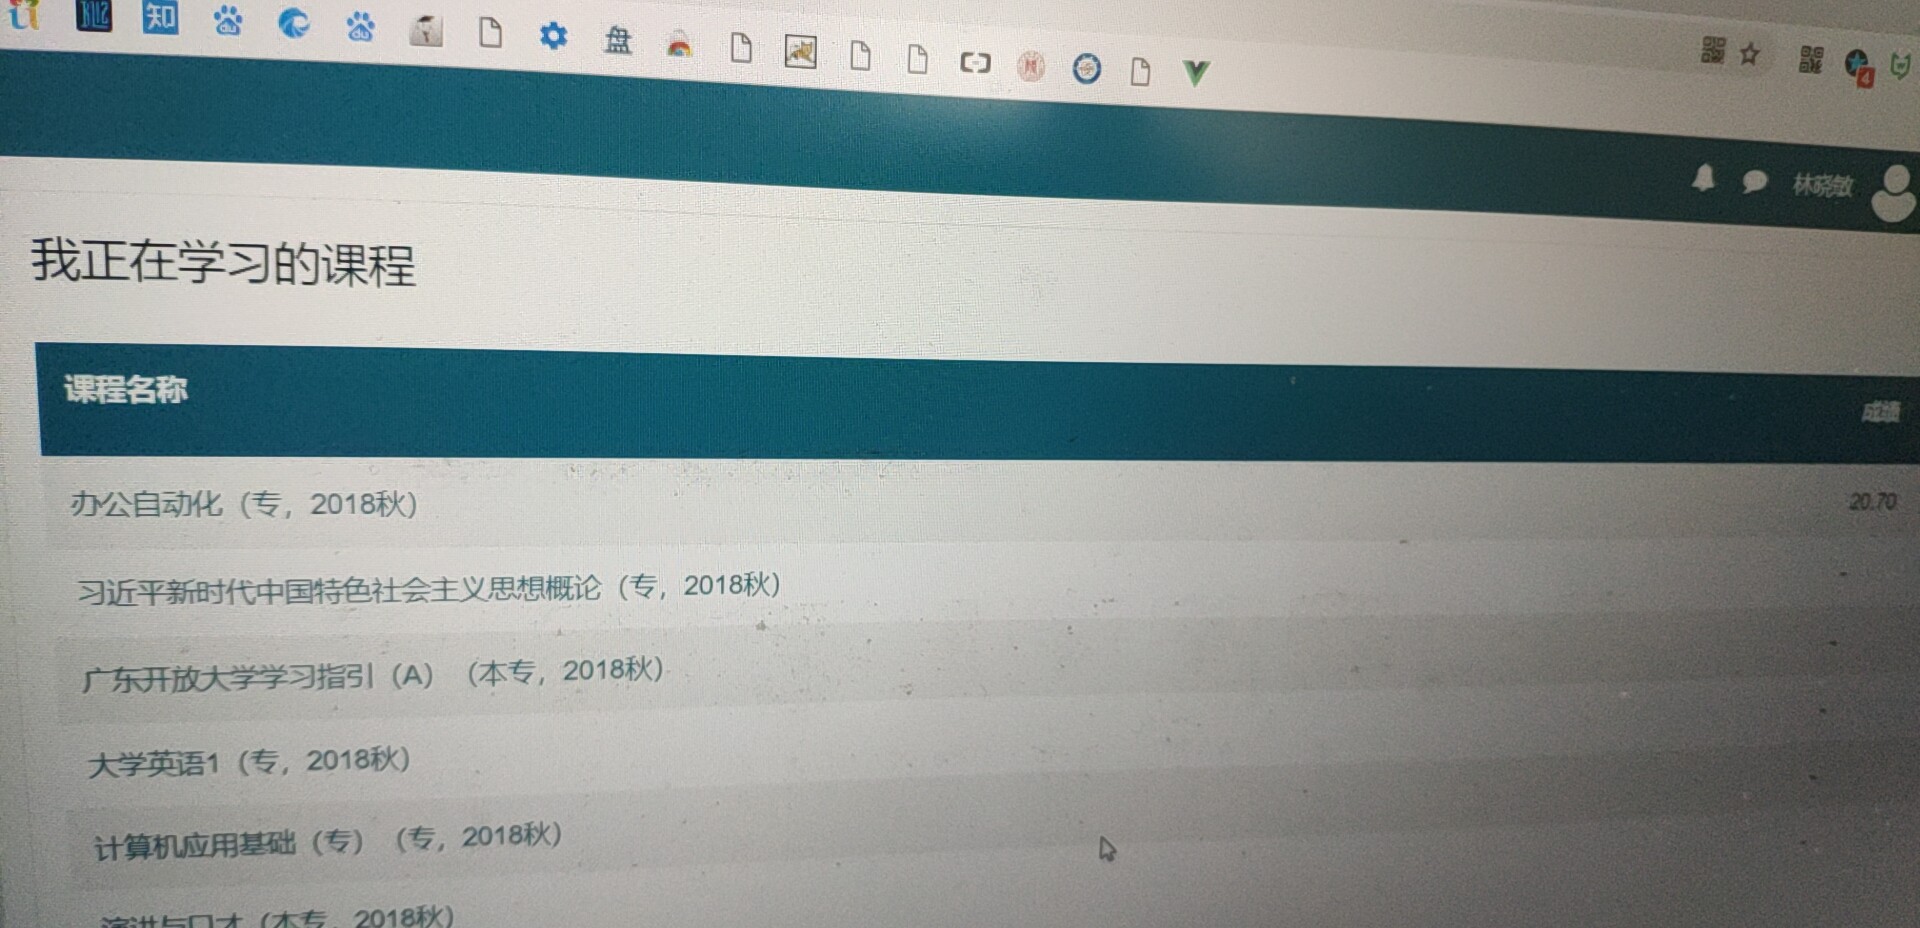 知
du
du
盘
4
林晓敏
我正在学习的课程
课程名称 成绩
办公自动化（专，2018秋） 20.70
习近平新时代中国特色社会主义思想概论（专，2018秋） -
广东开放大学学习指引（A）（本专，2018秋） -
大学英语1（专，2018秋） -
计算机应用基础（专）（专，2018秋） -
演讲与口才（本专，2018秋）